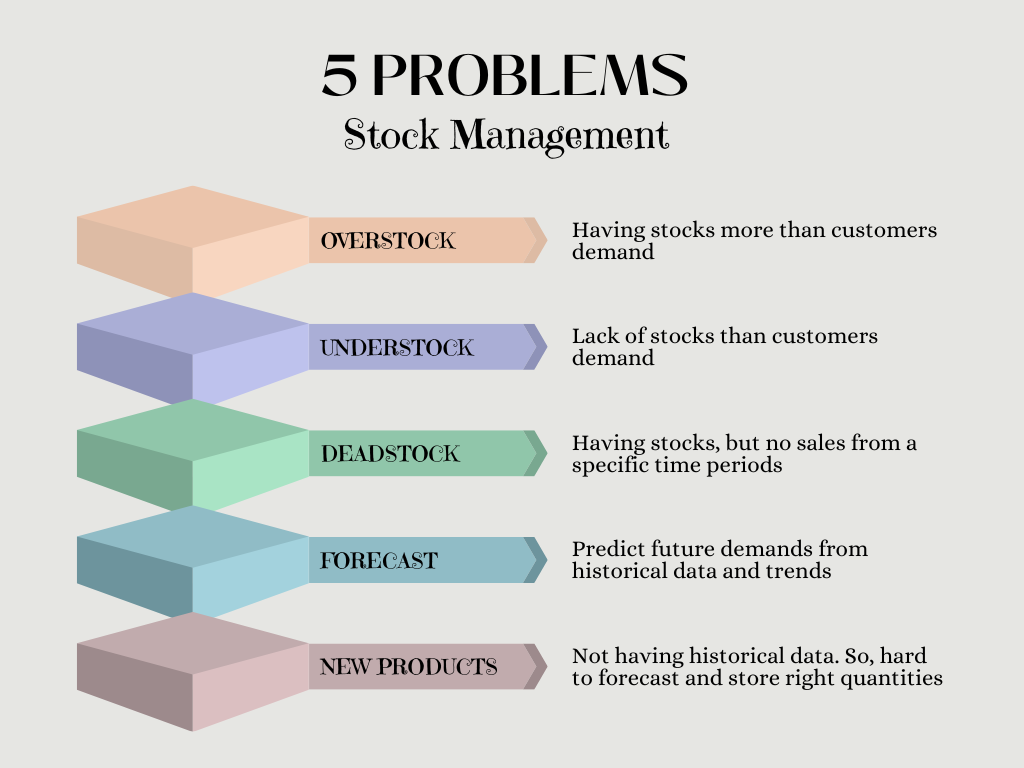 5 PROBLEMS
Stock Management
OVERSTOCK
Having stocks more than customers
demand
UNDERSTOCK
Lack of stocks than customers
demand
DEADSTOCK
Having stocks, but no sales from a
specific time periods
FORECAST
Predict future demands from
historical data and trends
NEW PRODUCTS
Not having historical data. So, hard
to forecast and store right quantities